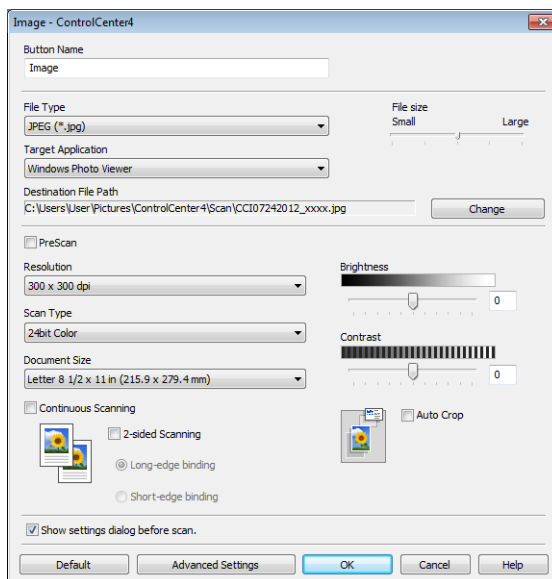 Image - ControlCenter4
Button Name
Image
File Type
JPEG (*.jpg)
File size
Small Large
Target Application
Windows Photo Viewer
Destination File Path
C:\Users\User\Pictures\ControlCenter4\Scan\CCI07242012_xxxx.jpg
Change
PreScan
Resolution
300 x 300 dpi
Brightness
0
Scan Type
24bit Color
Contrast
0
Document Size
Letter 8 1/2 x 11 in (215.9 x 279.4 mm)
Continuous Scanning
2-sided Scanning
Long-edge binding
Short-edge binding
Auto Crop
Show settings dialog before scan.
Default Advanced Settings OK Cancel Help